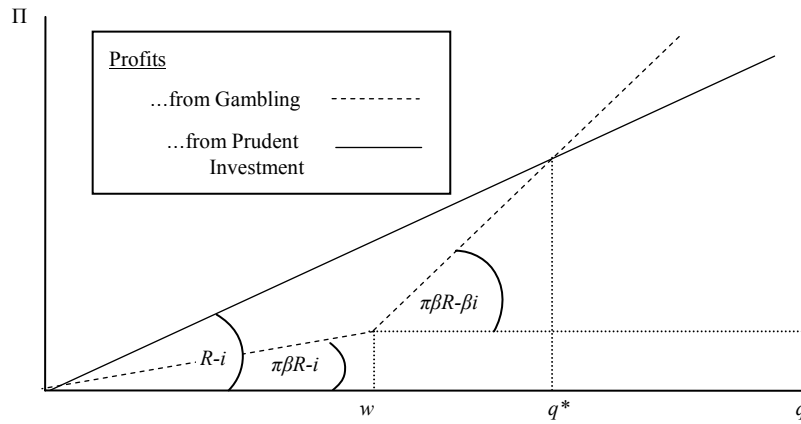 Π
Profits
…from Gambling
…from Prudent
Investment
πβR-βi
R-i
πβR-i
w
q*
q